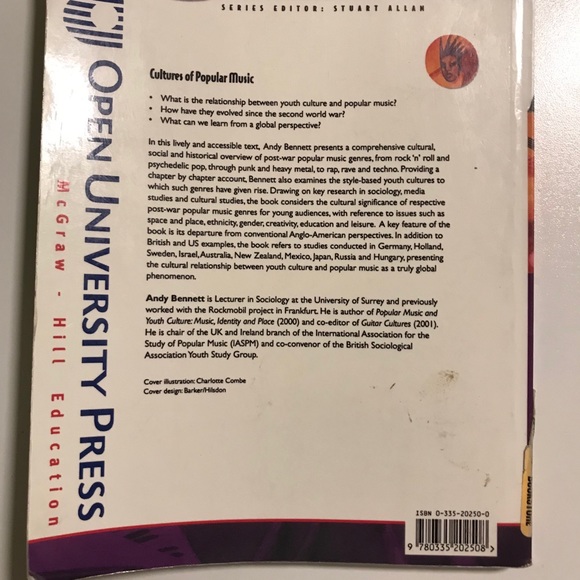 SERIES EDITOR: STUART ALLAN
OPEN UNIVERSITY PRESS
McGraw - Hill Education
Cultures of Popular Music
• What is the relationship between youth culture and popular music?
• How have they evolved since the second world war?
• What can we learn from a global perspective?
In this lively and accessible text, Andy Bennett presents a comprehensive cultural,
social and historical overview of post-war popular music genres, from rock 'n' roll and
psychedelic pop, through punk and heavy metal, to rap, rave and techno. Providing a
chapter by chapter account, Bennett also examines the style-based youth cultures to
which such genres have given rise. Drawing on key research in sociology, media
studies and cultural studies, the book considers the cultural significance of respective
post-war popular music genres for young audiences, with reference to issues such as
space and place, ethnicity, gender, creativity, education and leisure. A key feature of the
book is its departure from conventional Anglo-American perspectives. In addition to
British and US examples, the book refers to studies conducted in Germany, Holland,
Sweden, Israel, Australia, New Zealand, Mexico, Japan, Russia and Hungary, presenting
the cultural relationship between youth culture and popular music as a truly global
phenomenon.
Andy Bennett is Lecturer in Sociology at the University of Surrey and previously
worked with the Rockmobil project in Frankfurt. He is author of Popular Music and
Youth Culture: Music, Identity and Place (2000) and co-editor of Guitar Cultures (2001).
He is chair of the UK and Ireland branch of the International Association for the
Study of Popular Music (IASPM) and co-convenor of the British Sociological
Association Youth Study Group.
Cover illustration: Charlotte Combe
Cover design: Barker/Hilsdon
ISBN 0-335-20250-0
9 780335 202508 >